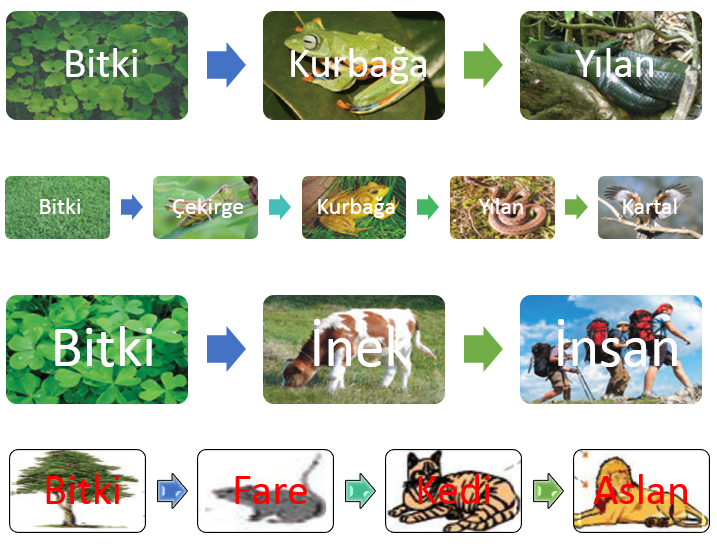 Bitki Kurbağa Yılan
Bitki Çekirge Kurbağa Yılan Kartal
Bitki İnek İnsan
Bitki Fare Kedi Aslan